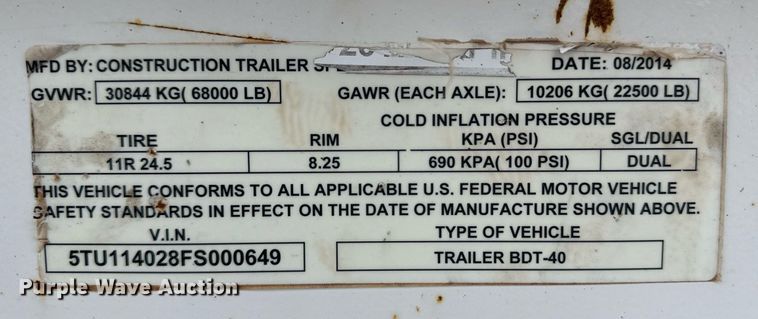 MFD BY: CONSTRUCTION TRAILER DATE: 08/2014
GVWR: 30844 KG( 68000 LB) GAWR (EACH AXLE): 10206 KG( 22500 LB)
COLD INFLATION PRESSURE
TIRE RIM KPA (PSI) SGL/DUAL
11R 24.5 8.25 690 KPA( 100 PSI) DUAL
THIS VEHICLE CONFORMS TO ALL APPLICABLE U.S. FEDERAL MOTOR VEHICLE
SAFETY STANDARDS IN EFFECT ON THE DATE OF MANUFACTURE SHOWN ABOVE.
V.I.N. TYPE OF VEHICLE
5TU114028FS000649 TRAILER BDT-40
Purple Wave Auction